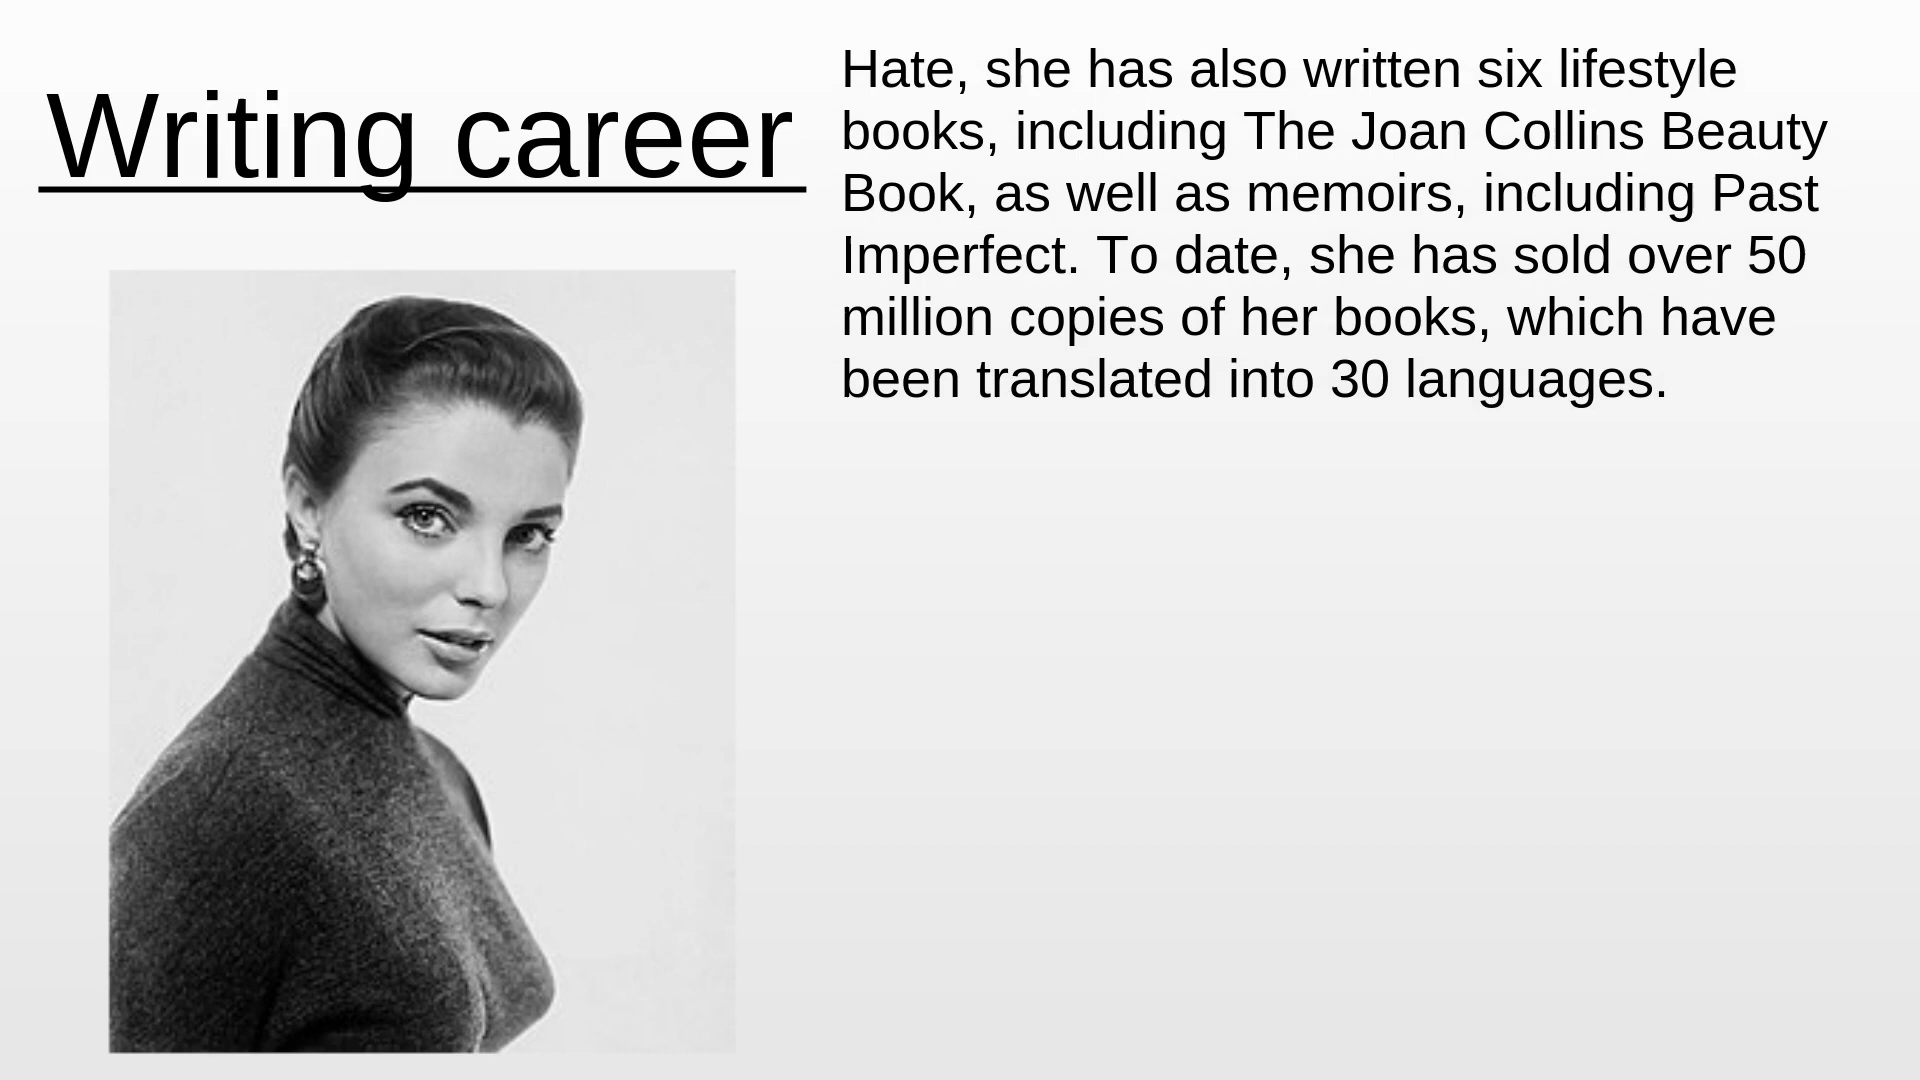 Writing career
Hate, she has also written six lifestyle
books, including The Joan Collins Beauty
Book, as well as memoirs, including Past
Imperfect. To date, she has sold over 50
million copies of her books, which have
been translated into 30 languages.